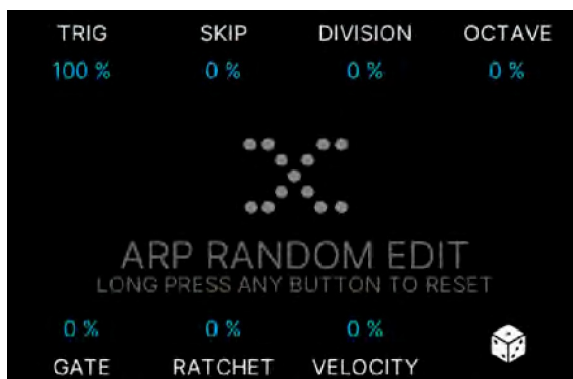 TRIG SKIP DIVISION OCTAVE
100 % 0 % 0 % 0 %
ARP RANDOM EDIT
LONG PRESS ANY BUTTON TO RESET
0 % 0 % 0 %
GATE RATCHET VELOCITY